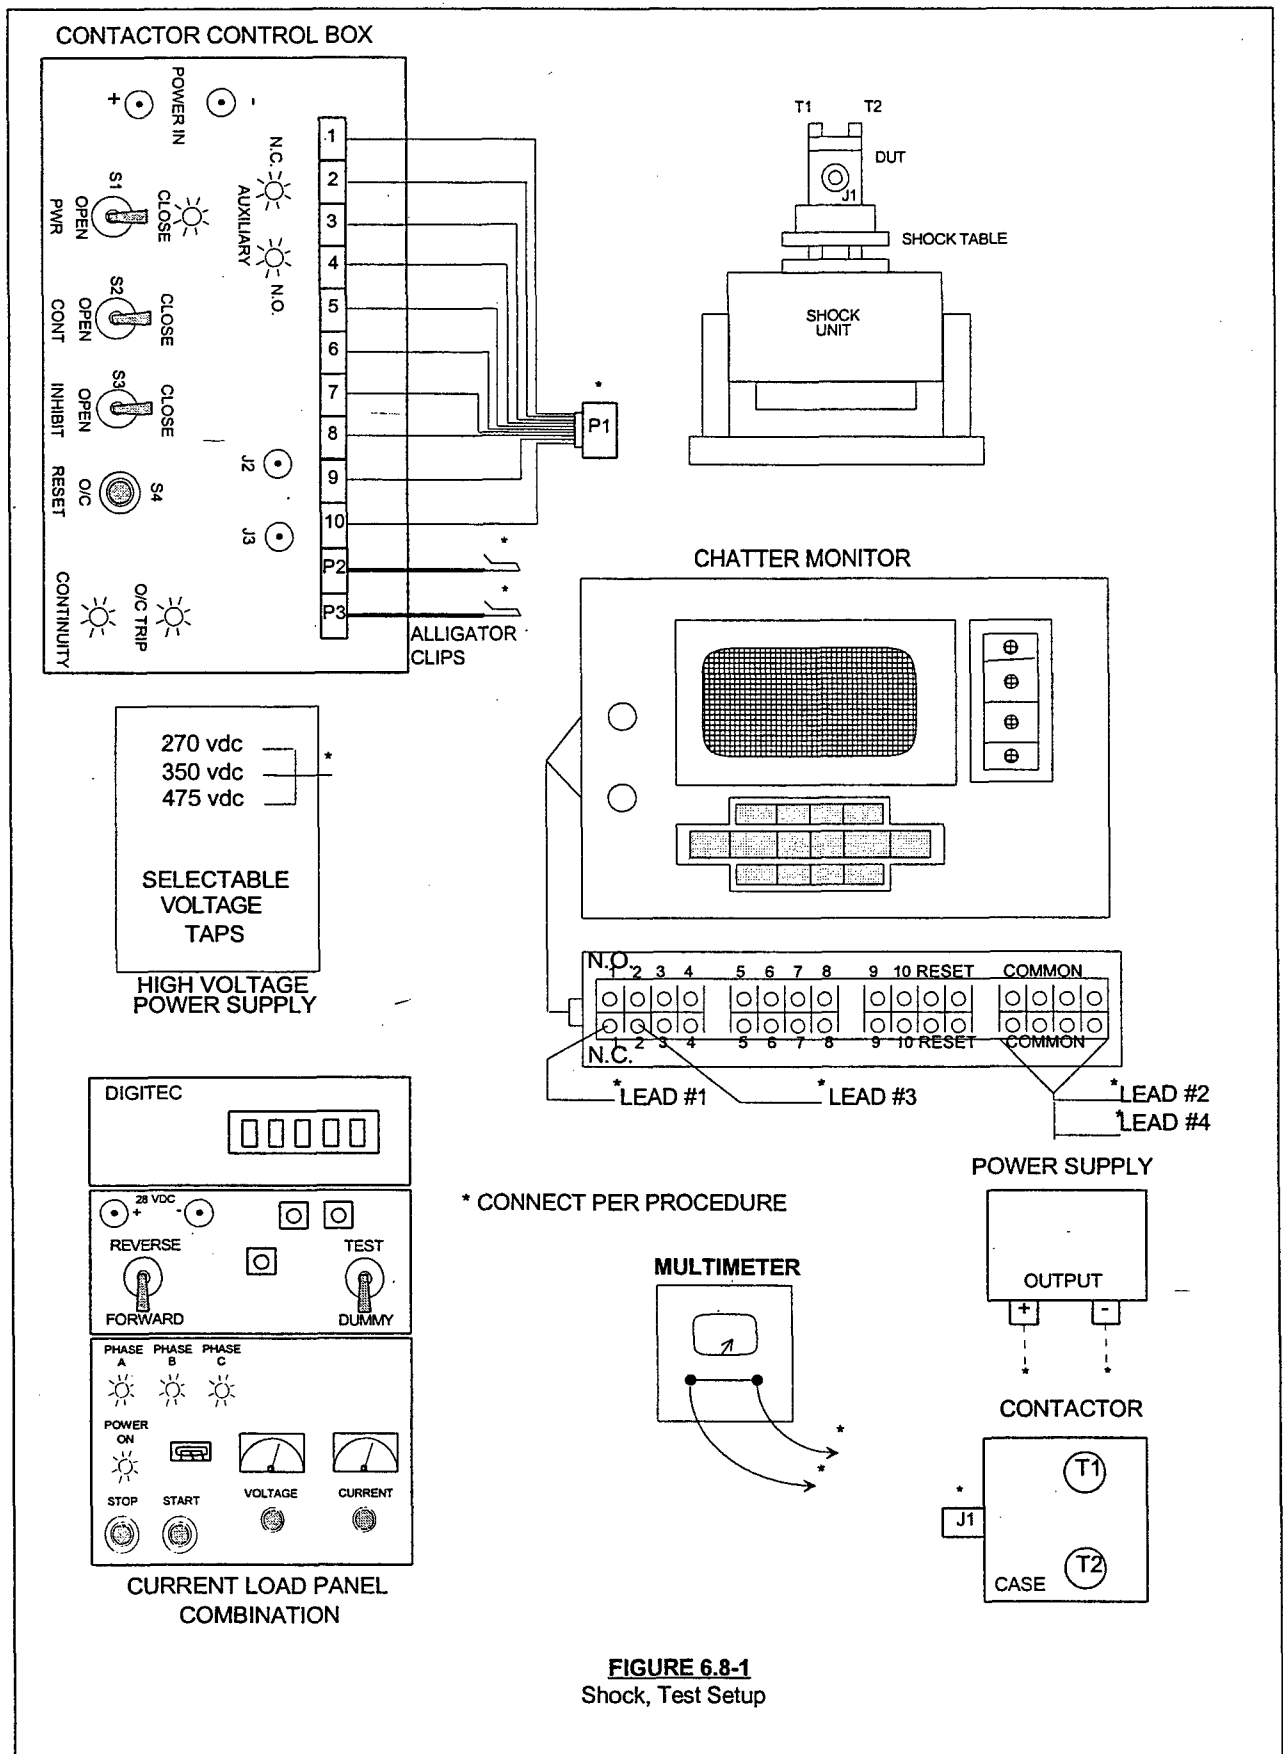 CONTACTOR CONTROL BOX
+
POWER IN
-
S1
CLOSE
OPEN
PWR
N.C.
AUXILIARY
N.O.
S2
CLOSE
OPEN
CONT
S3
CLOSE
OPEN
INHIBIT
S4
O/C
RESET
J2
J3
O/C TRIP
CONTINUITY
1
2
3
4
5
6
7
8
9
10
P2
P3
*
P1
*
*
ALLIGATOR
CLIPS
T1 T2
DUT
J1
SHOCK TABLE
SHOCK
UNIT
CHATTER MONITOR
270 vdc
350 vdc
475 vdc
*
SELECTABLE
VOLTAGE
TAPS
HIGH VOLTAGE
POWER SUPPLY
N.O.
1 2 3 4 5 6 7 8 9 10 RESET COMMON
1 2 3 4 5 6 7 8 9 10 RESET COMMON
N.C.
*LEAD #1
*LEAD #3
*LEAD #2
*LEAD #4
DIGITEC
28 VDC
+ -
REVERSE
FORWARD
TEST
DUMMY
PHASE A
PHASE B
PHASE C
POWER
ON
STOP
START
VOLTAGE
CURRENT
CURRENT LOAD PANEL
COMBINATION
* CONNECT PER PROCEDURE
MULTIMETER
*
*
POWER SUPPLY
OUTPUT
+ -
* *
CONTACTOR
T1
*
J1
T2
CASE
FIGURE 6.8-1
Shock, Test Setup